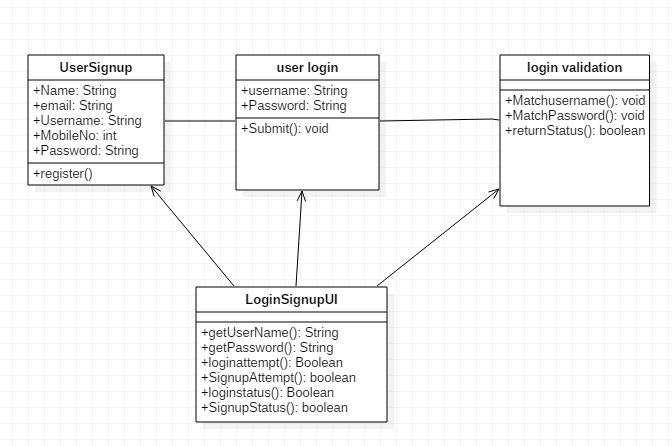 UserSignup
+Name: String
+email: String
+Username: String
+MobileNo: int
+Password: String
+register()
user login
+username: String
+Password: String
+Submit(): void
login validation
+Matchusername(): void
+MatchPassword(): void
+returnStatus(): boolean
LoginSignupUI
+getUserName(): String
+getPassword(): String
+loginattempt(): Boolean
+SignupAttempt(): boolean
+loginstatus(): Boolean
+SignupStatus(): boolean